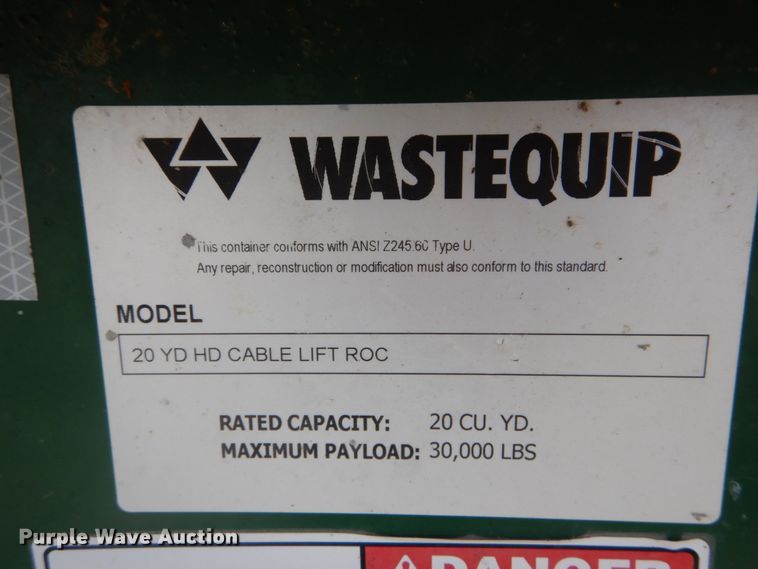 WASTEQUIP
This container conforms with ANSI Z245.60 Type U.
Any repair, reconstruction or modification must also conform to this standard.
MODEL
20 YD HD CABLE LIFT ROC
RATED CAPACITY: 20 CU. YD.
MAXIMUM PAYLOAD: 30,000 LBS
Purple Wave Auction
DANGER